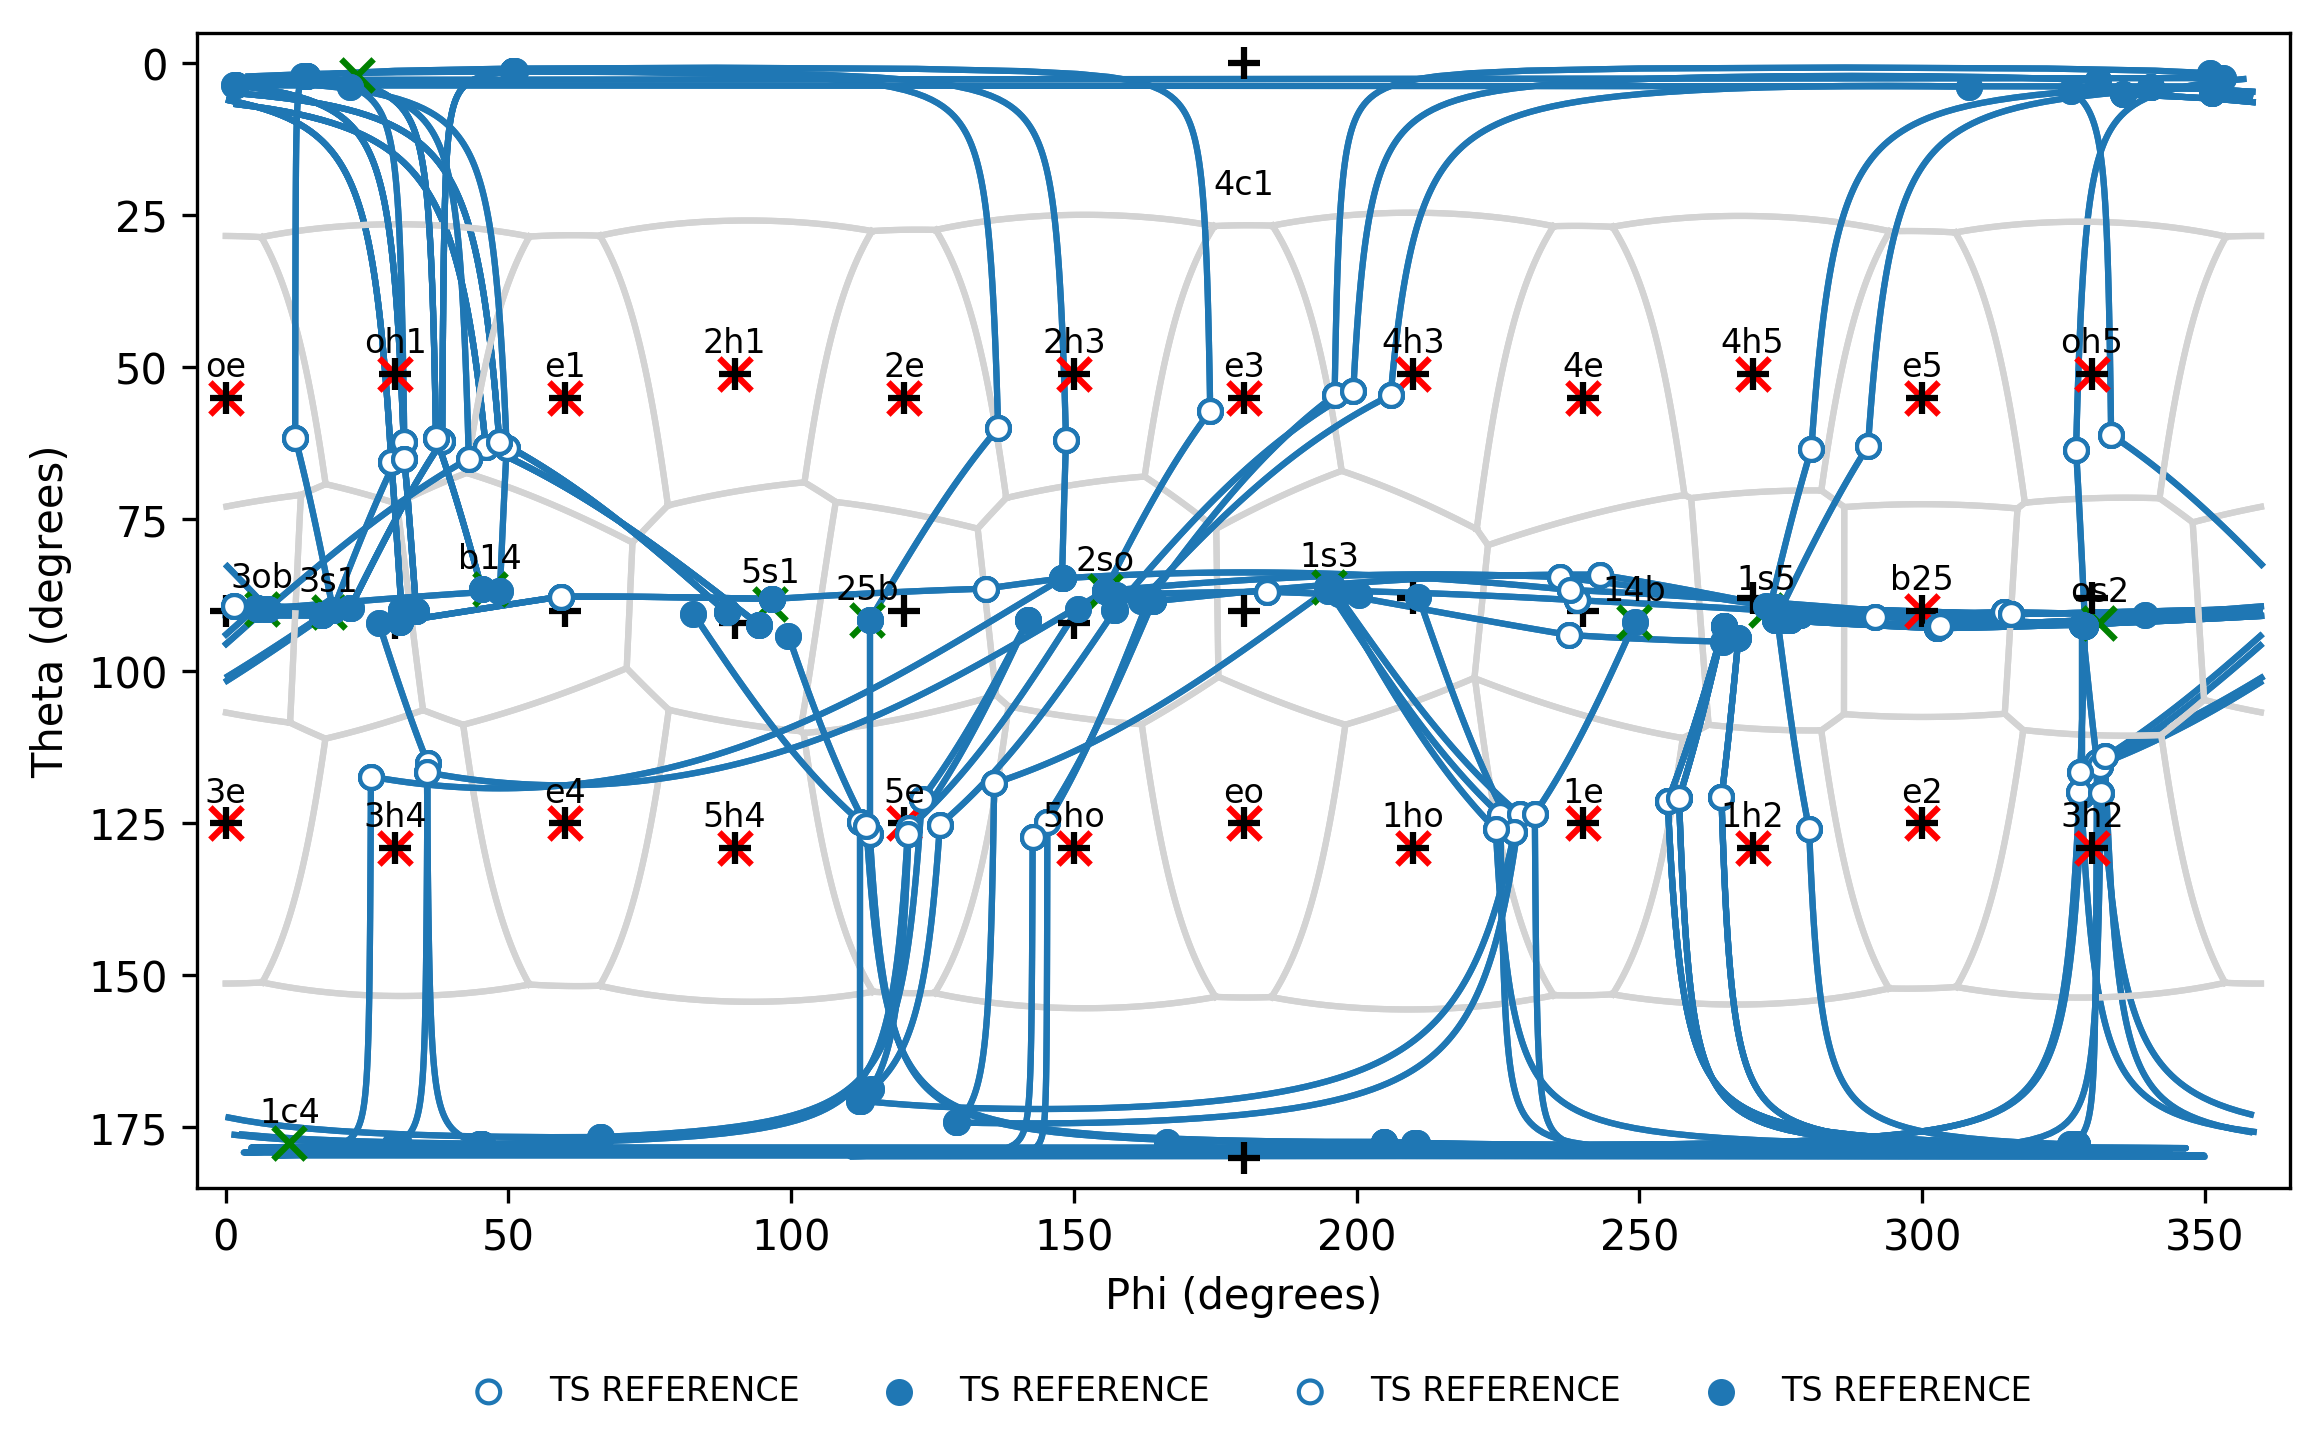 0
4c1
25
oh1 2h1 2h3 4h3 4h5 oh5
50
oe e1 2e e3 4e e5
75
b14 2so 1s3
3ob 3s1 5s1 25b 14b 1s5 b25 os2
100
3e e4 5e eo 1e e2
125
3h4 5h4 5ho 1ho 1h2 3h2
150
1c4
175
0 50 100 150 200 250 300 350
Theta (degrees)
Phi (degrees)
TS REFERENCE TS REFERENCE TS REFERENCE TS REFERENCE